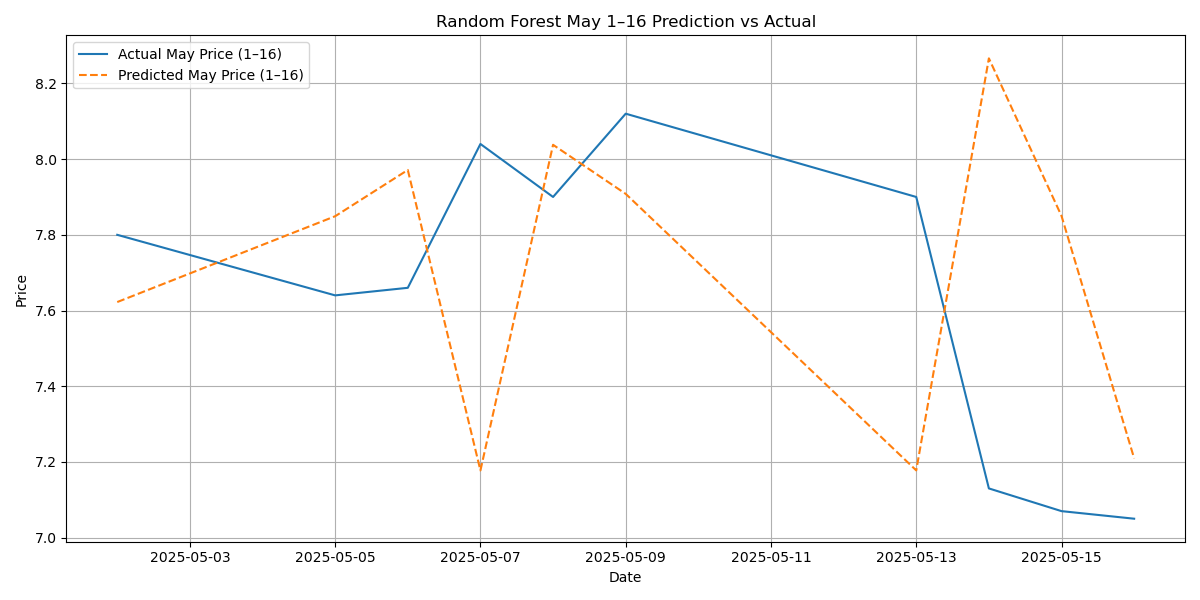 Random Forest May 1–16 Prediction vs Actual
Actual May Price (1–16)
Predicted May Price (1–16)
Price
8.2
8.0
7.8
7.6
7.4
7.2
7.0
2025-05-03
2025-05-05
2025-05-07
2025-05-09
2025-05-11
2025-05-13
2025-05-15
Date